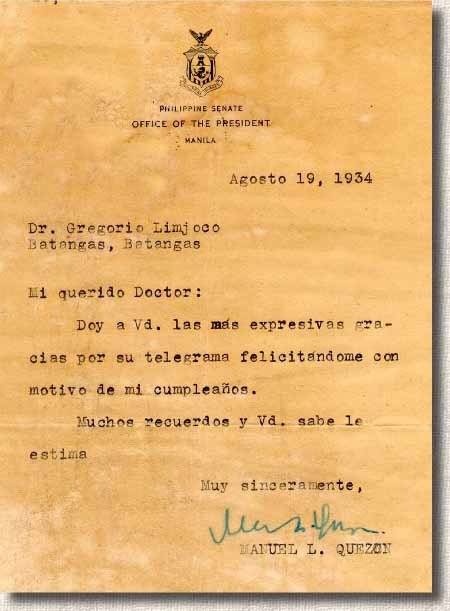 PHILIPPINE SENATE
OFFICE OF THE PRESIDENT
MANILA
Agosto 19, 1934
Dr. Gregorio Limjoco
Batangas, Batangas
Mi querido Doctor:
Doy a Vd. las más expresivas gra-
cias por su telegrama felicitándome con
motivo de mi cumpleaños.
Muchos recuerdos y Vd. sabe le
estima
Muy sinceramente,
MANUEL L. QUEZON